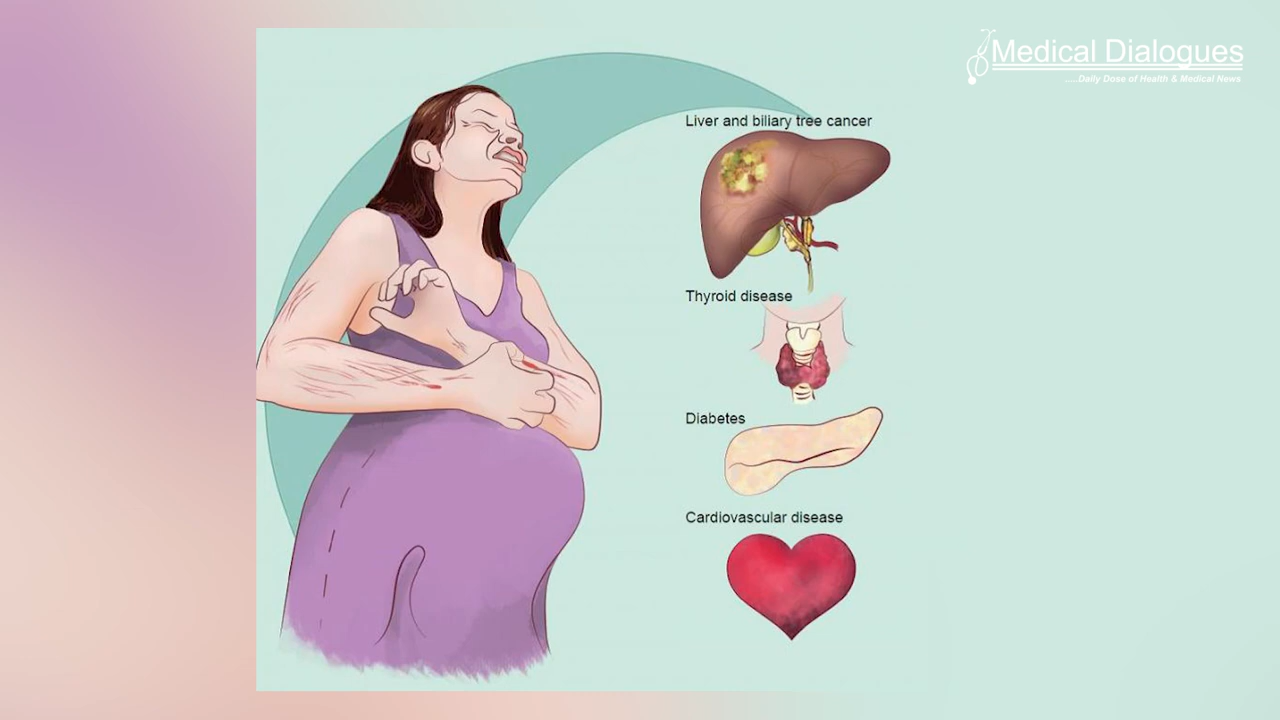 Medical Dialogues
....Daily Dose of Health & Medical News
Liver and biliary tree cancer
Thyroid disease
Diabetes
Cardiovascular disease